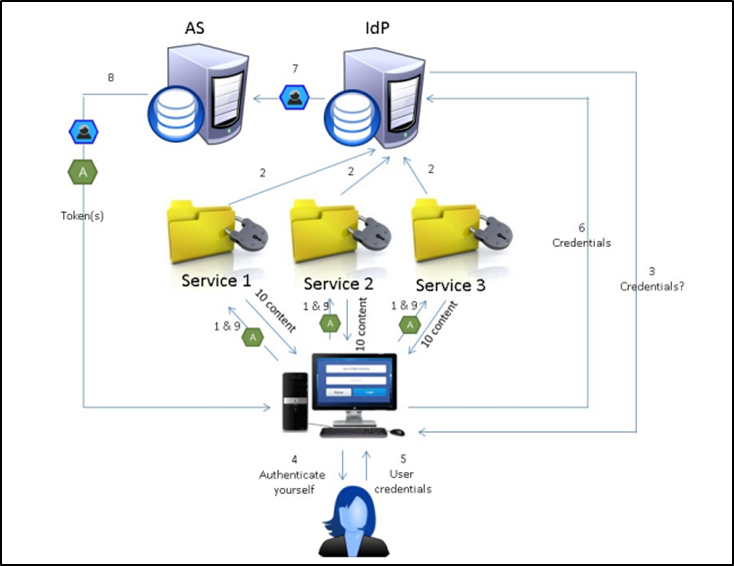 AS
IdP
8
7
A
Token(s)
2
2
2
6
Credentials
3
Credentials?
Service 1
Service 2
Service 3
1 & 9
A
10 content
1 & 9
A
10 content
1 & 9
A
10 content
4
Authenticate
yourself
5
User
credentials